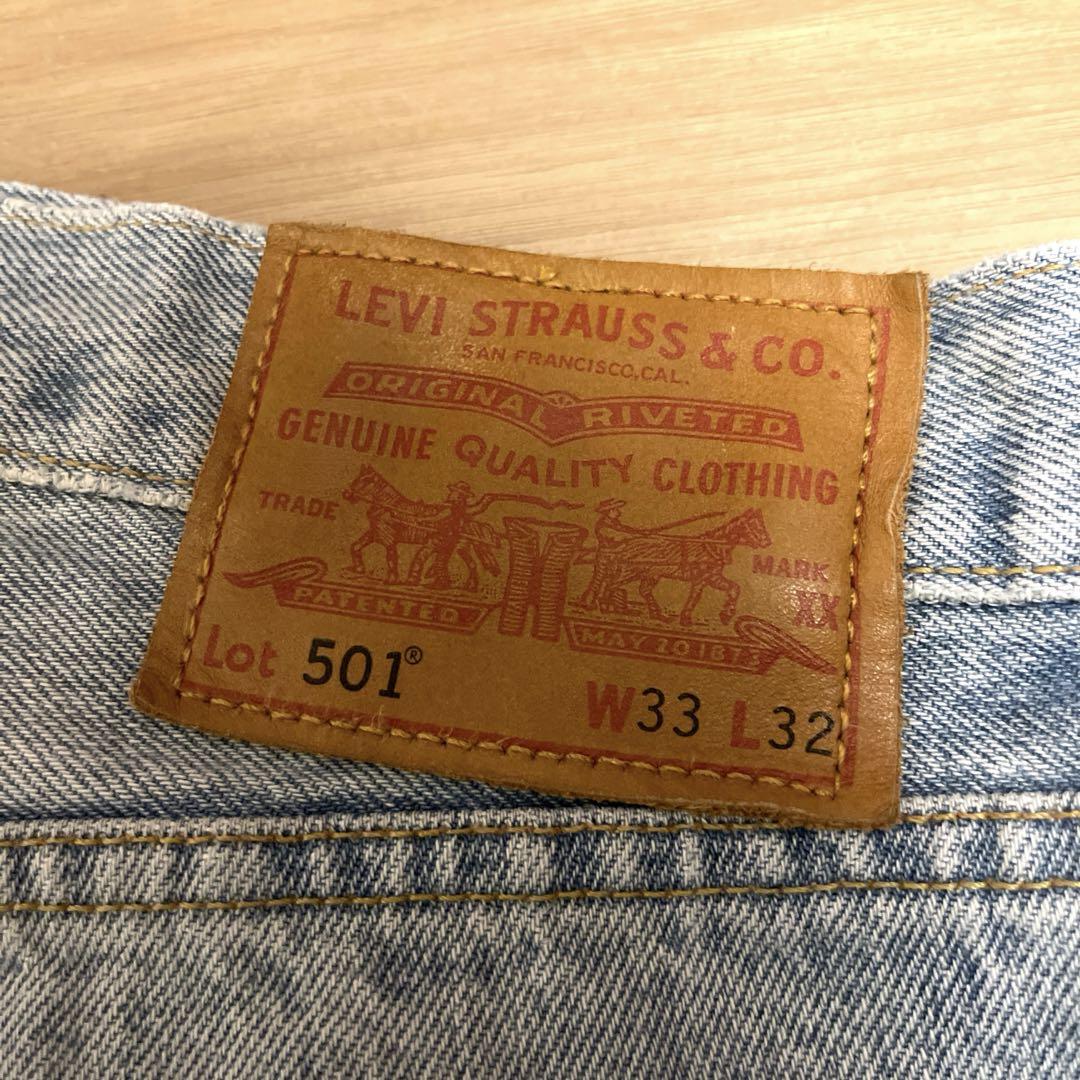 LEVI STRAUSS & CO.
SAN FRANCISCO, CAL.
ORIGINAL RIVETED
GENUINE QUALITY CLOTHING
TRADE MARK
XX
PATENTED MAY 20 1873
Lot 501® W33 L32